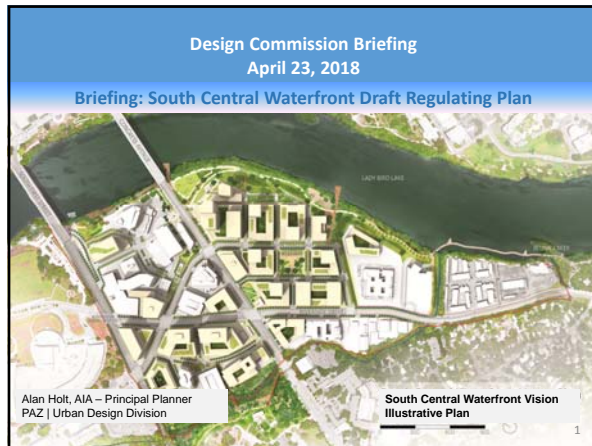 Design Commission Briefing
April 23, 2018
Briefing: South Central Waterfront Draft Regulating Plan
LADY BIRD LAKE
Alan Holt, AIA – Principal Planner
PAZ | Urban Design Division
South Central Waterfront Vision
Illustrative Plan
1